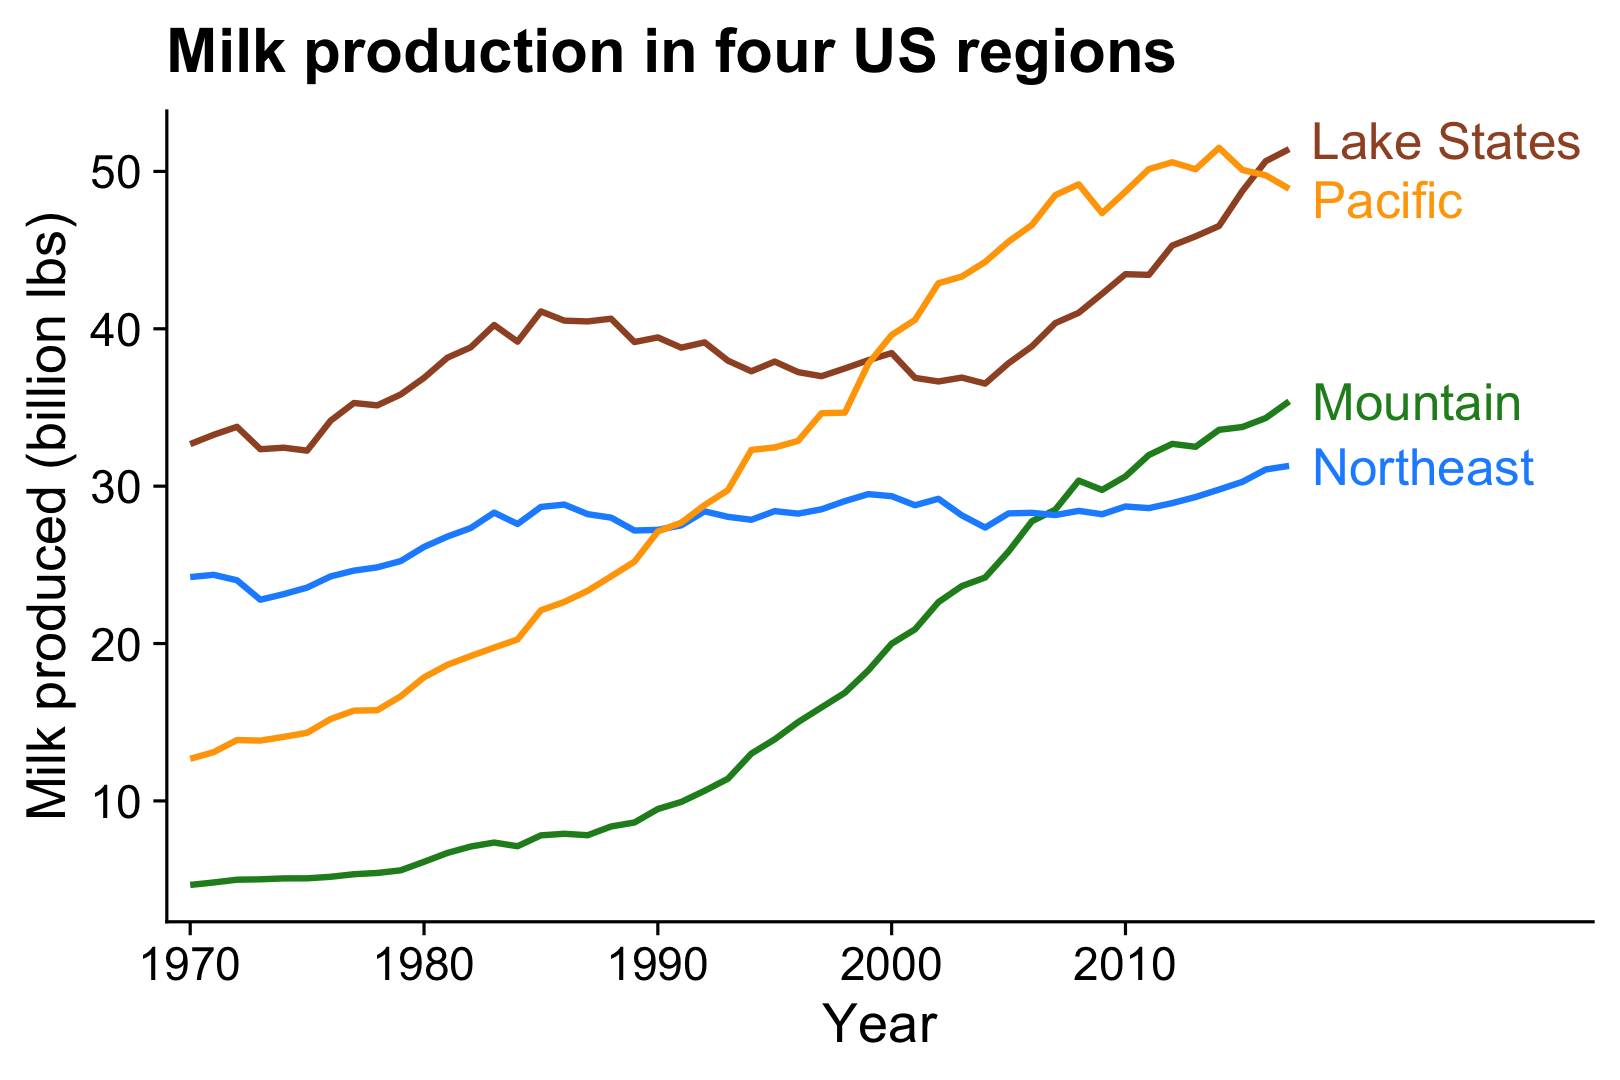 Milk production in four US regions
Milk produced (billion lbs)
50
40
30
20
10
Lake States
Pacific
Mountain
Northeast
1970 1980 1990 2000 2010
Year